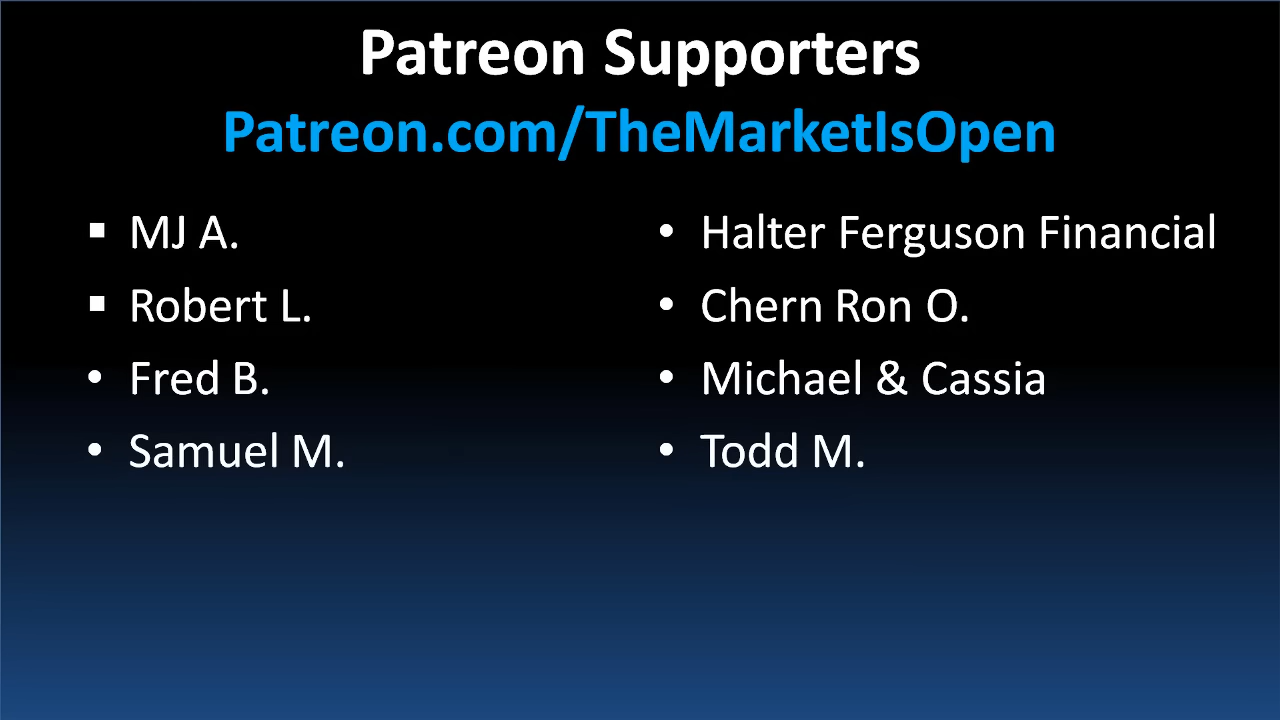 Patreon Supporters
Patreon.com/TheMarketIsOpen
▪ MJ A.
▪ Robert L.
• Fred B.
• Samuel M.
• Halter Ferguson Financial
• Chern Ron O.
• Michael & Cassia
• Todd M.